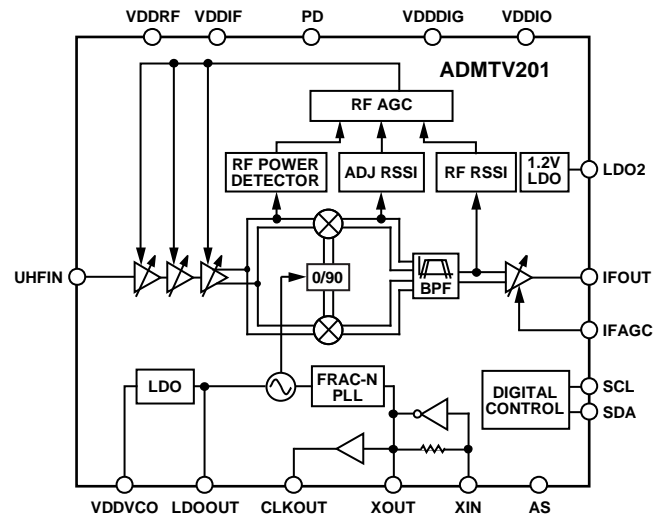 VDDRF VDDIF PD VDDDIG VDDIO
ADMTV201
RF AGC
RF POWER
DETECTOR
ADJ RSSI
RF RSSI
1.2V
LDO
LDO2
UHFIN
0/90
BPF
IFOUT
IFAGC
LDO
FRAC-N
PLL
DIGITAL
CONTROL
SCL
SDA
VDDVCO LDOOUT CLKOUT XOUT XIN AS